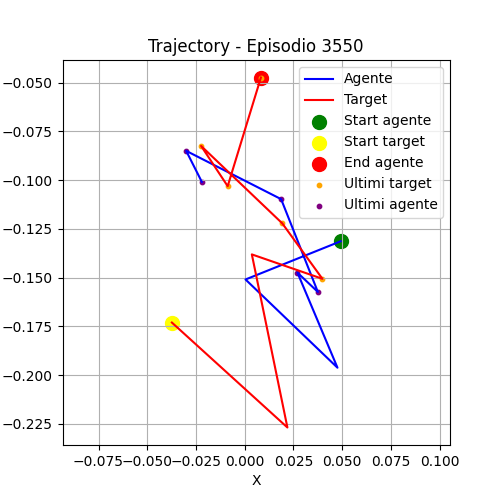 Trajectory - Episodio 3550
Agente
Target
Start agente
Start target
End agente
Ultimi target
Ultimi agente
−0.050
−0.075
−0.100
−0.125
−0.150
−0.175
−0.200
−0.225
−0.075 −0.050 −0.025 0.000 0.025 0.050 0.075 0.100
X